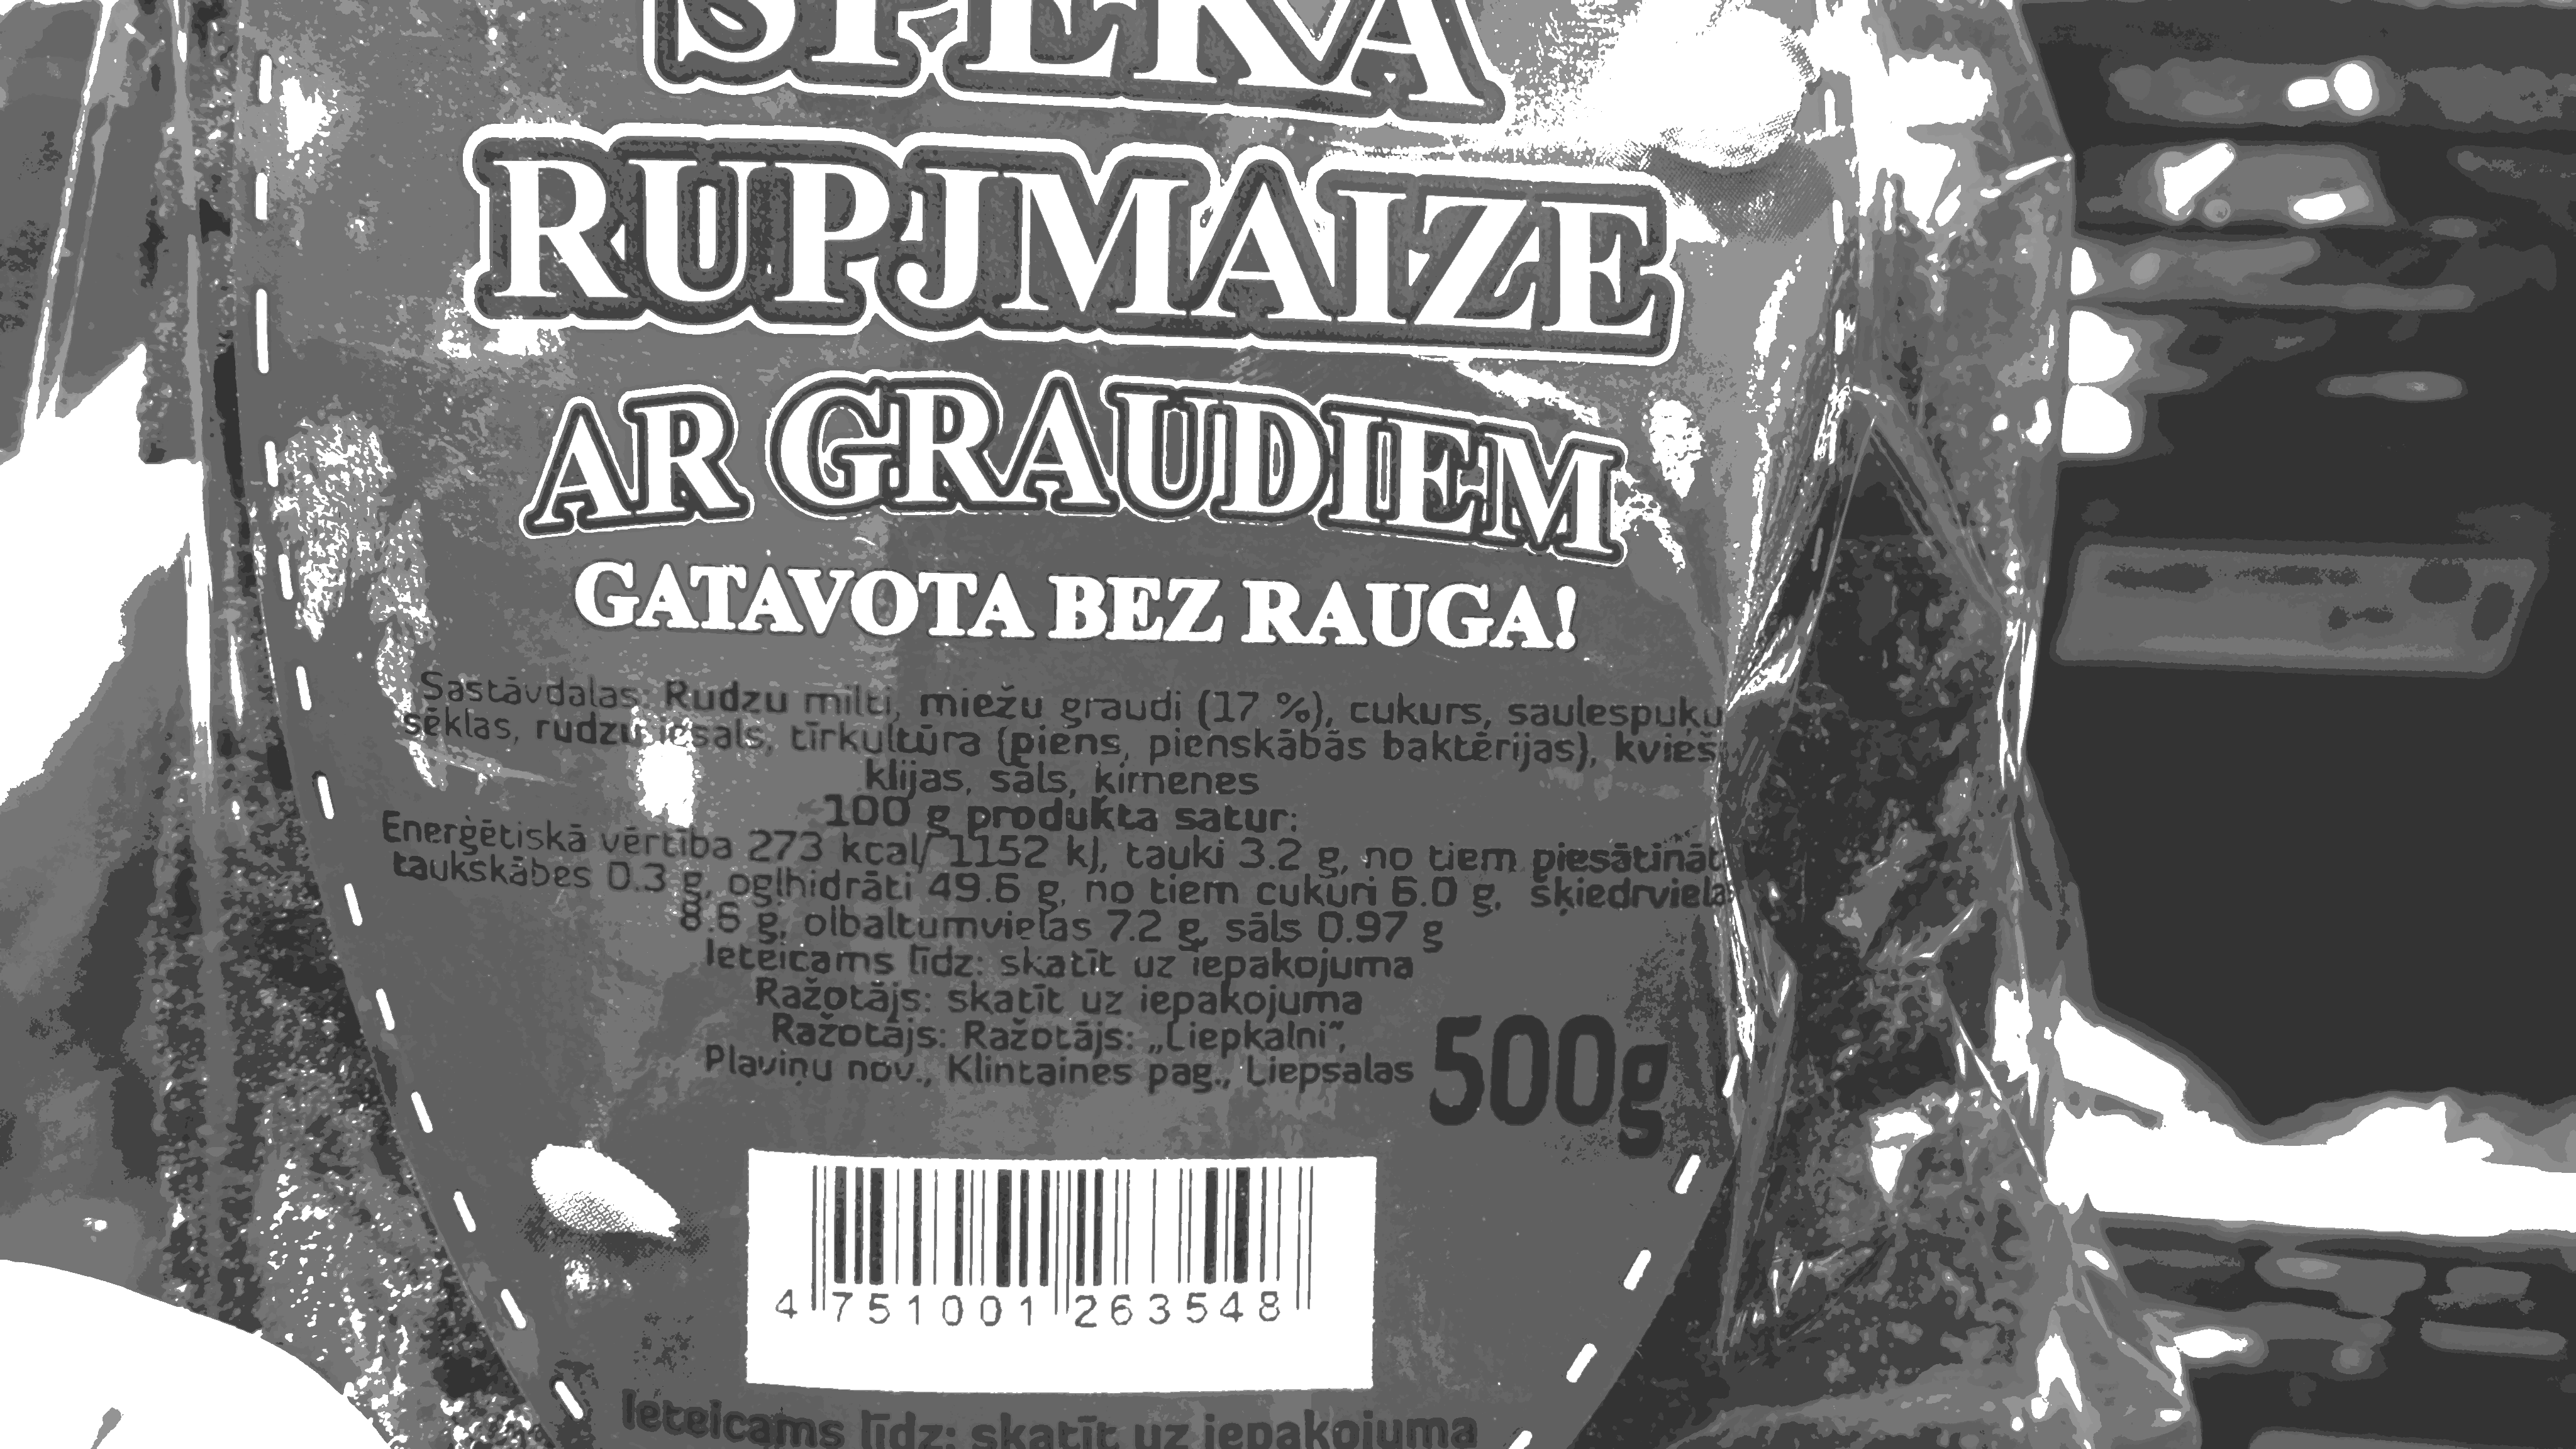 SPĒKA
RUPJMAIZE
AR GRAUDIEM
GATAVOTA BEZ RAUGA!
Sastāvdaļas: Rudzu milti, miežu graudi (17 %), cukurs, saulespuķu
sēklas, rudzu iesals, tīrkultūra (piens, pienskābās baktērijas), kvieš
klijas, sāls, ķimenes
100 g produkta satur:
Enerģētiskā vērtība 273 kcal/ 1152 kJ, tauki 3.2 g, no tiem piesātināt
taukskābes 0.3 g, ogļhidrāti 49.6 g, no tiem cukuri 6.0 g, šķiedrviela
8.6 g, olbaltumvielas 7.2 g, sāls 0.97 g
Ieteicams līdz: skatīt uz iepakojuma
Ražotājs: skatīt uz iepakojuma
Ražotājs: Ražotājs: „Liepkalni”,
Pļaviņu nov., Klintaines pag., Liepsalas
500g
4 751001 263548
Ieteicams līdz: skatīt uz iepakojuma